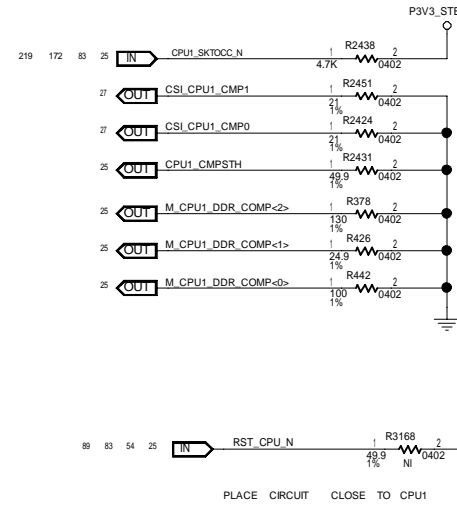 P3V3_STB
219 172 83 25 IN CPU1_SKTOCC_N 1 R2438 2
4.7K 0402
27 OUT CSI_CPU1_CMP1 1 R2451 2
21 0402
1%
27 OUT CSI_CPU1_CMP0 1 R2424 2
21 0402
1%
25 OUT CPU1_CMPSTH 1 R2431 2
49.9 0402
1%
25 OUT M_CPU1_DDR_COMP<2> 1 R378 2
130 0402
1%
25 OUT M_CPU1_DDR_COMP<1> 1 R426 2
24.9 0402
1%
25 OUT M_CPU1_DDR_COMP<0> 1 R442 2
100 0402
1%
89 83 54 25 IN RST_CPU_N 1 R3168 2
49.9 0402
1% NI
PLACE CIRCUIT CLOSE TO CPU1